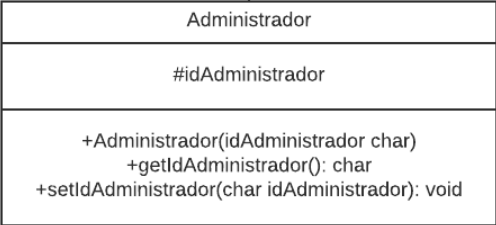 Administrador
#idAdministrador
+Administrador(idAdministrador char)
+getIdAdministrador(): char
+setIdAdministrador(char idAdministrador): void